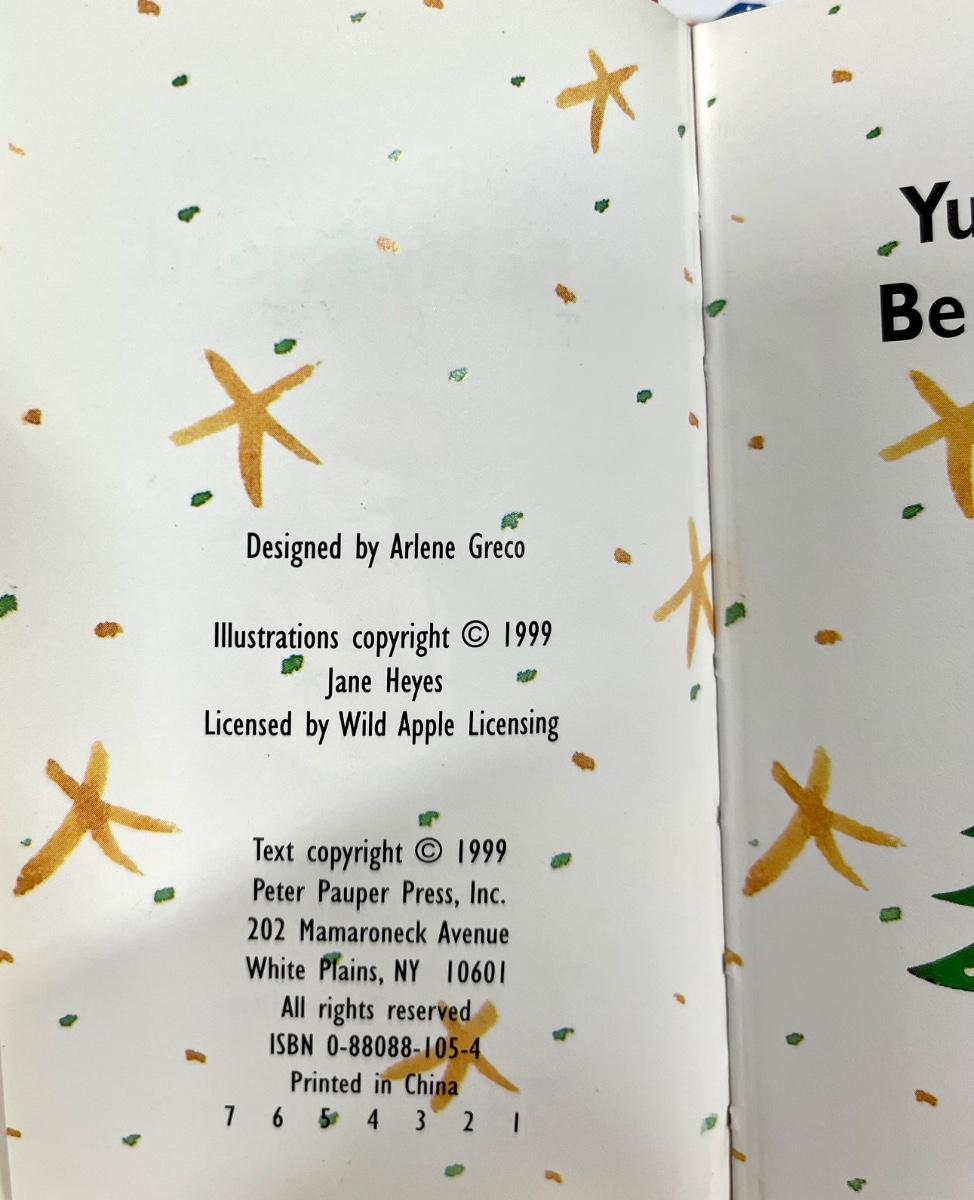 Designed by Arlene Greco
Illustrations copyright © 1999
Jane Heyes
Licensed by Wild Apple Licensing
Text copyright © 1999
Peter Pauper Press, Inc.
202 Mamaroneck Avenue
White Plains, NY 10601
All rights reserved
ISBN 0-88088-105-4
Printed in China
7 6 5 4 3 2 1
Yu
Be